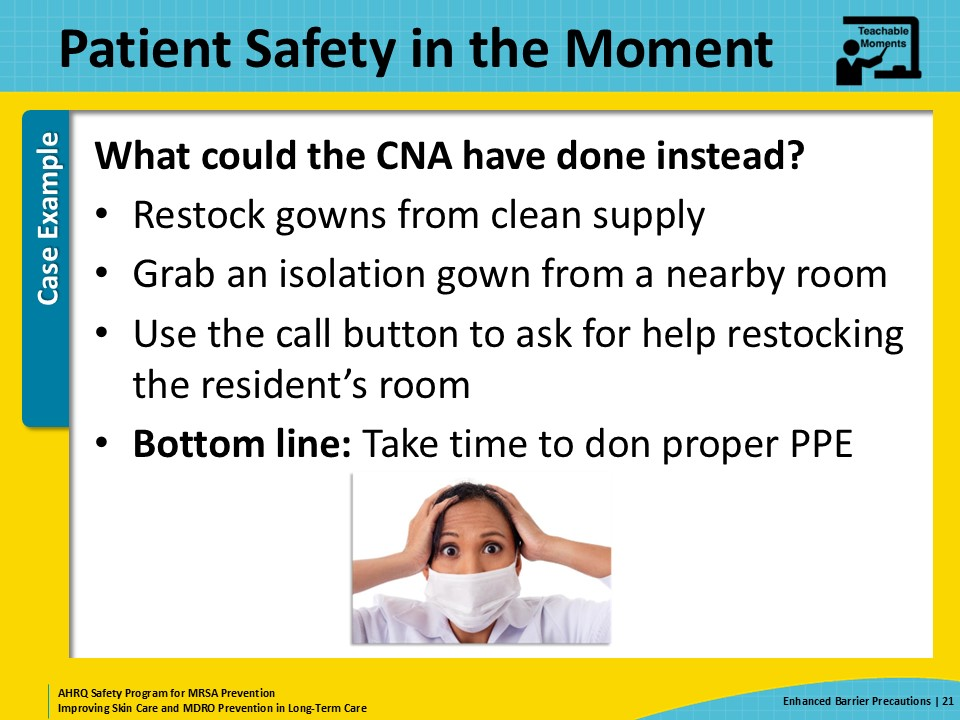 Patient Safety in the Moment
Teachable
Moments
Case Example
What could the CNA have done instead?
• Restock gowns from clean supply
• Grab an isolation gown from a nearby room
• Use the call button to ask for help restocking
the resident’s room
• Bottom line: Take time to don proper PPE
AHRQ Safety Program for MRSA Prevention
Improving Skin Care and MDRO Prevention in Long-Term Care
Enhanced Barrier Precautions | 21